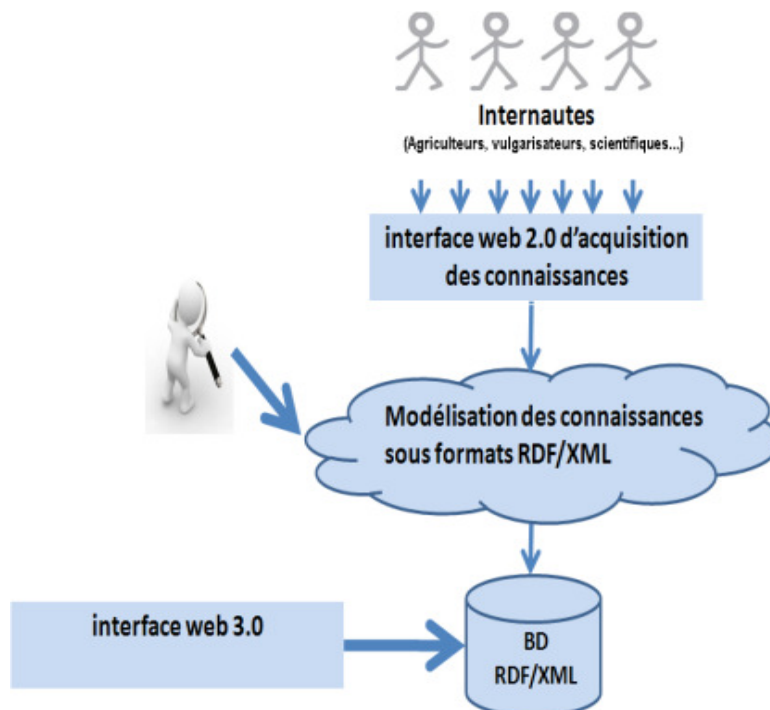 Internautes
(Agriculteurs, vulgarisateurs, scientifiques...)
interface web 2.0 d'acquisition
des connaissances
Modélisation des connaissances
sous formats RDF/XML
interface web 3.0
BD
RDF/XML